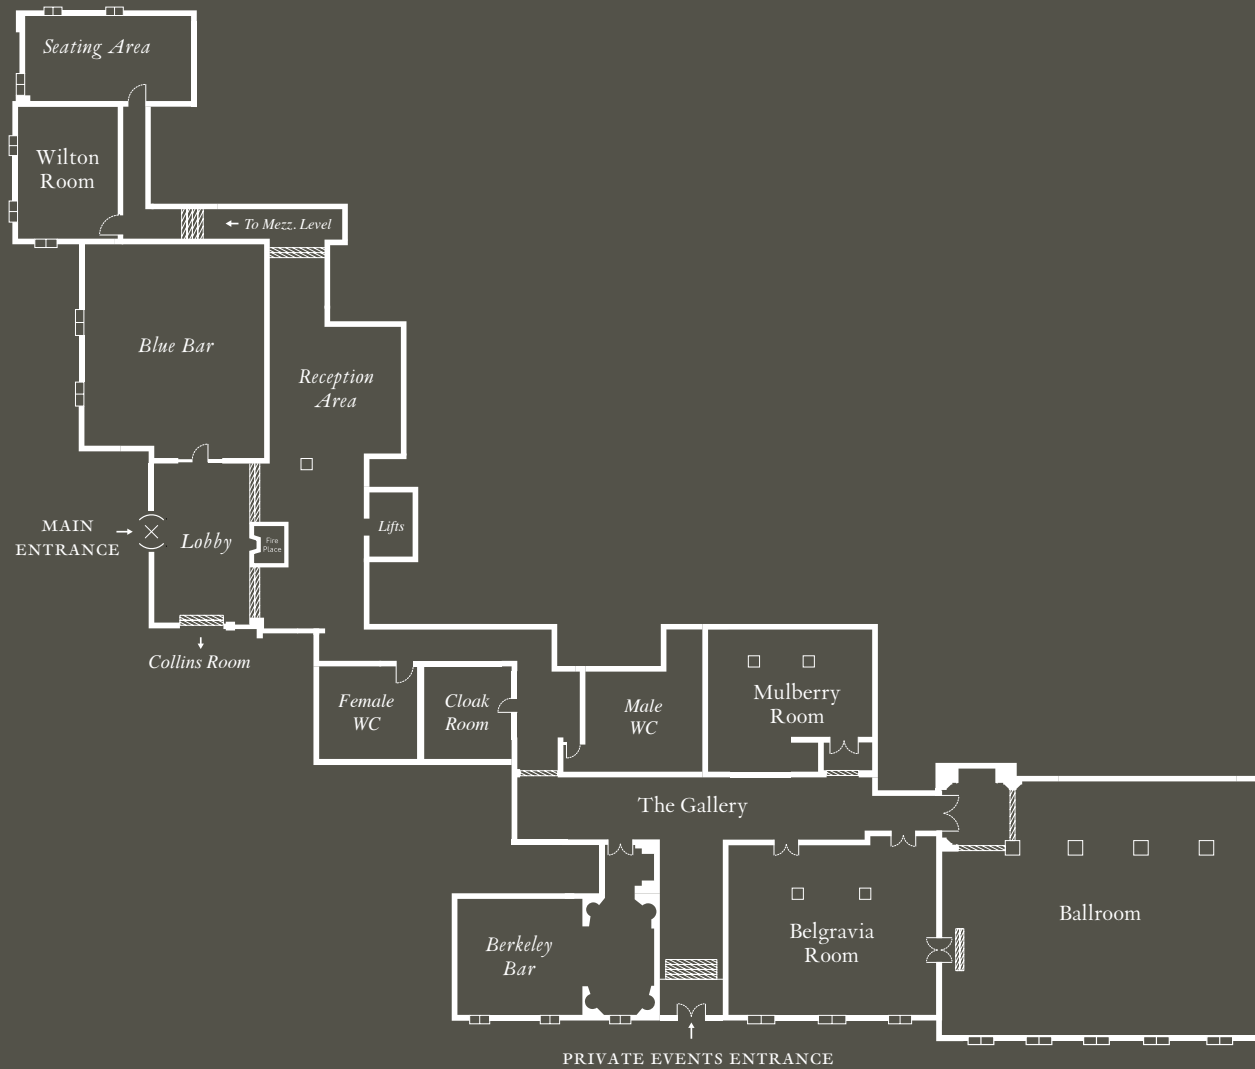 Seating Area
Wilton
Room
To Mezz. Level
Blue Bar
Reception
Area
MAIN
ENTRANCE
Lobby
Fire
Place
Lifts
Collins Room
Female
WC
Cloak
Room
Male
WC
Mulberry
Room
The Gallery
Berkeley
Bar
Belgravia
Room
Ballroom
PRIVATE EVENTS ENTRANCE